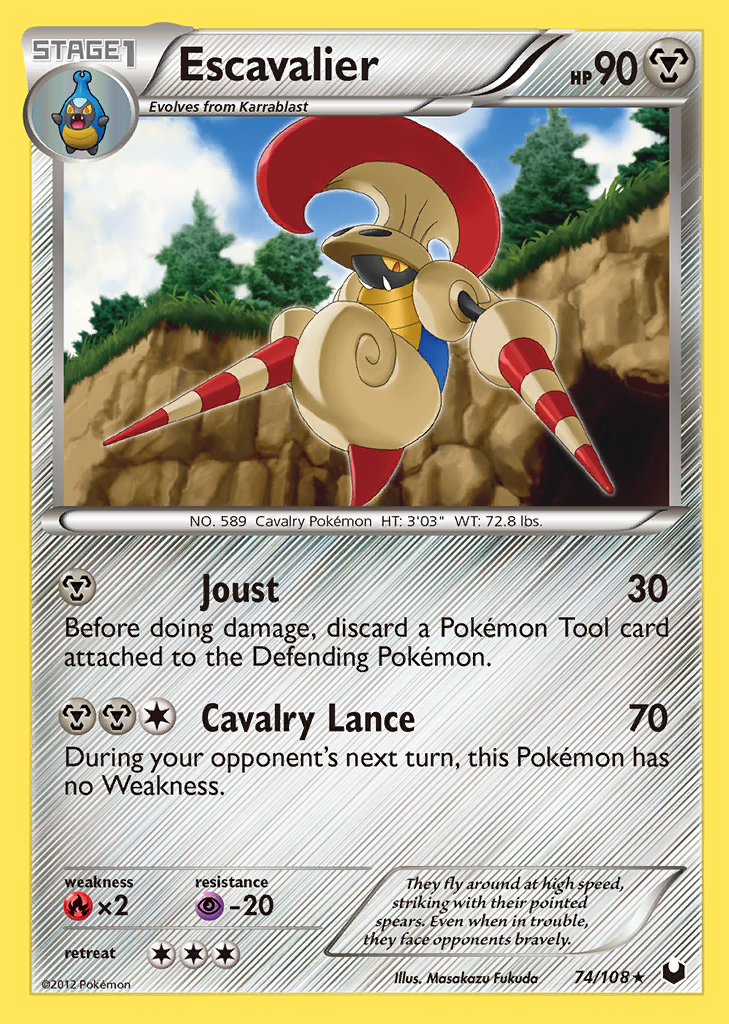 STAGE1
Escavalier
HP 90
Evolves from Karrablast
NO. 589 Cavalry Pokémon HT: 3'03" WT: 72.8 lbs.
Joust 30
Before doing damage, discard a Pokémon Tool card
attached to the Defending Pokémon.
Cavalry Lance 70
During your opponent's next turn, this Pokémon has
no Weakness.
weakness resistance
×2 -20
retreat
They fly around at high speed,
striking with their pointed
spears. Even when in trouble,
they face opponents bravely.
©2012 Pokémon
Illus. Masakazu Fukuda 74/108★